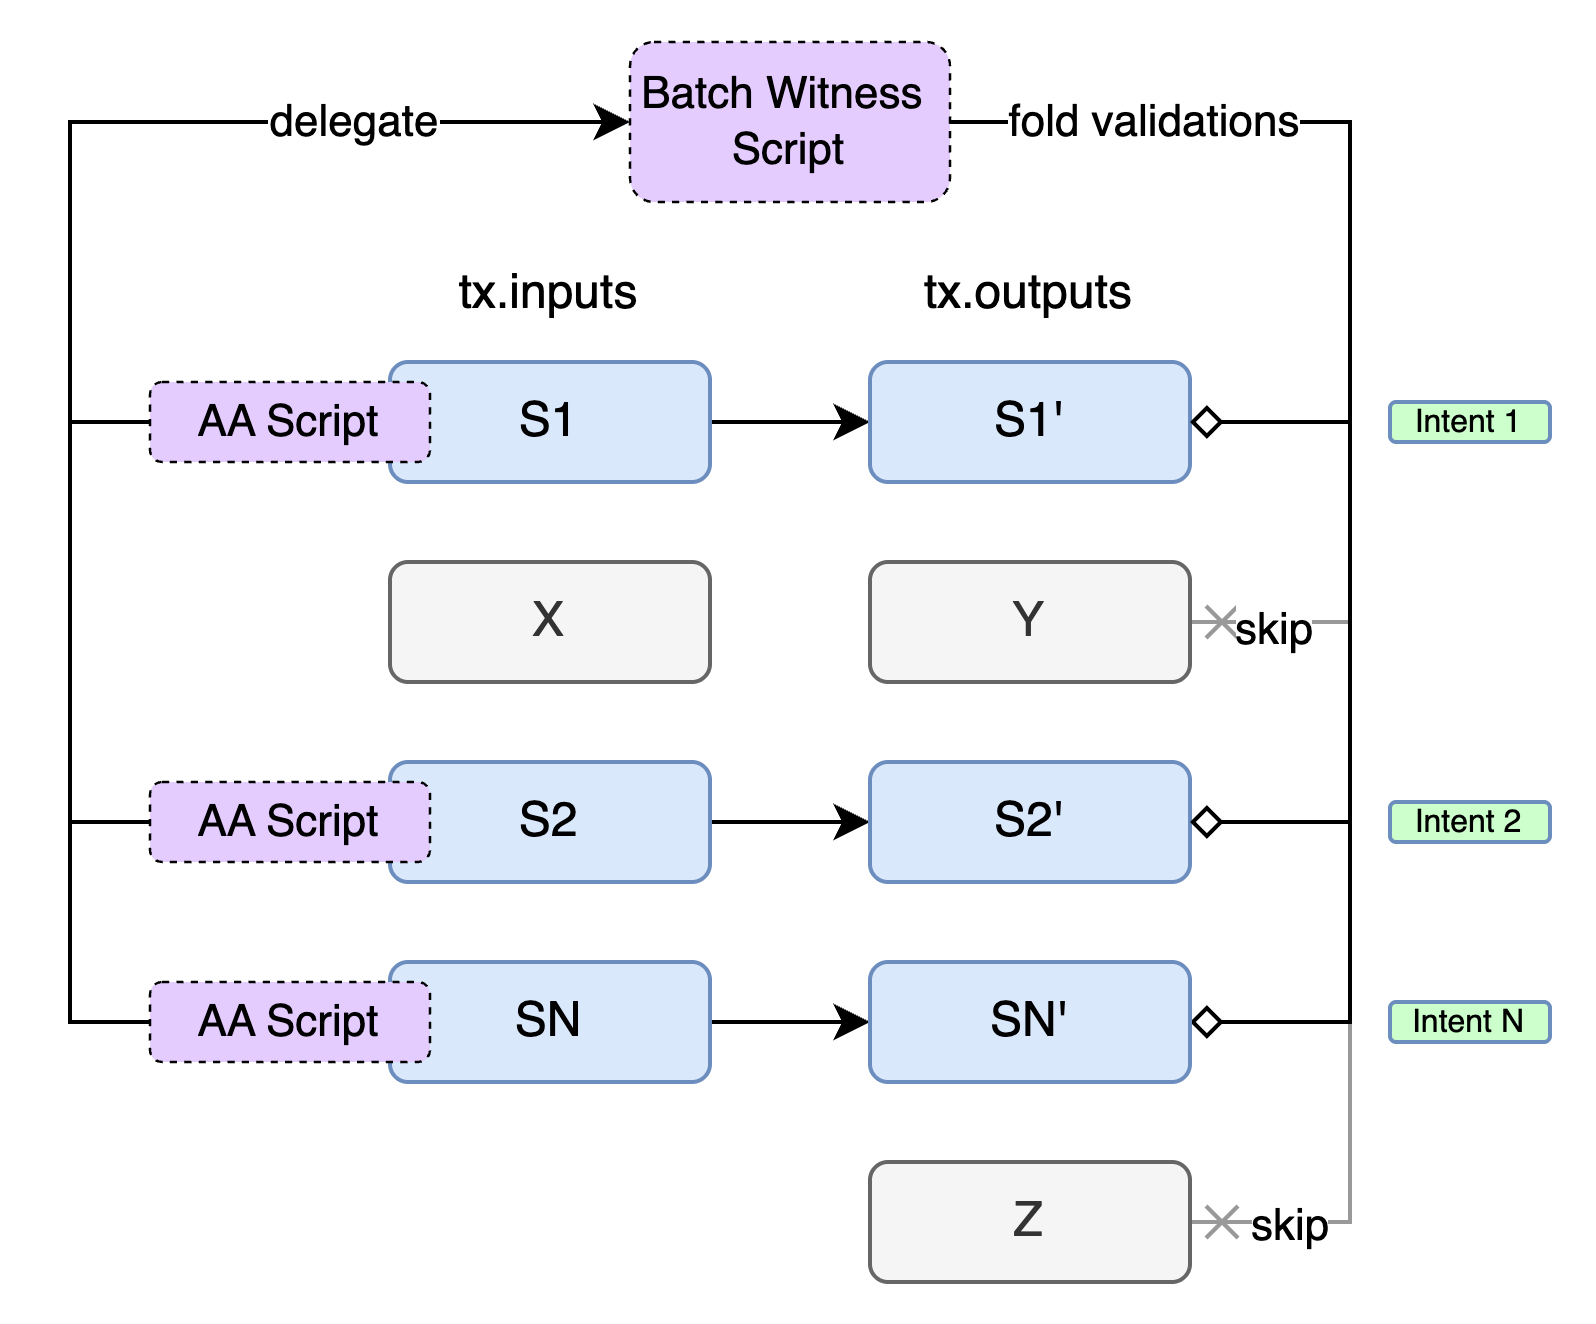 Batch Witness
Script
delegate
fold validations
tx.inputs
tx.outputs
AA Script
S1
S1'
Intent 1
X
Y
skip
AA Script
S2
S2'
Intent 2
AA Script
SN
SN'
Intent N
Z
skip